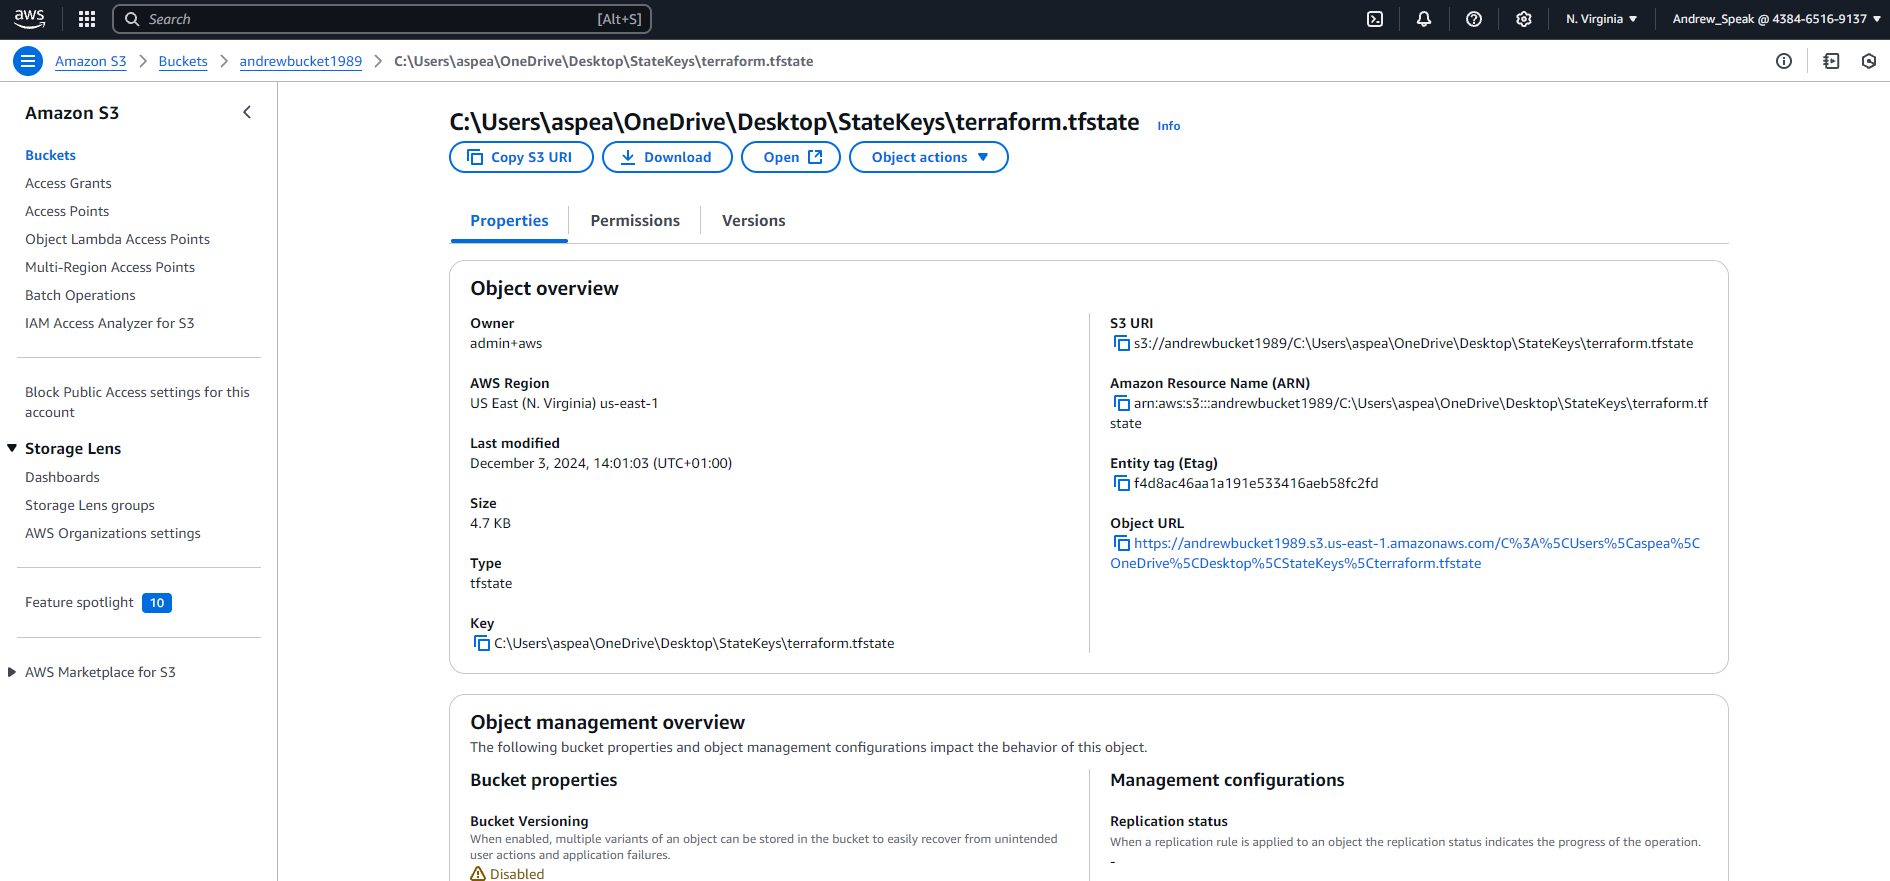 aws
Search [Alt+S]
N. Virginia
Andrew_Speak @ 4384-6516-9137
Amazon S3
Buckets
andrewbucket1989
C:\Users\aspea\OneDrive\Desktop\StateKeys\terraform.tfstate
Amazon S3
Buckets
Access Grants
Access Points
Object Lambda Access Points
Multi-Region Access Points
Batch Operations
IAM Access Analyzer for S3
Block Public Access settings for this
account
Storage Lens
Dashboards
Storage Lens groups
AWS Organizations settings
Feature spotlight 10
AWS Marketplace for S3
C:\Users\aspea\OneDrive\Desktop\StateKeys\terraform.tfstate Info
Copy S3 URI
Download
Open
Object actions
Properties
Permissions
Versions
Object overview
Owner
admin+aws
AWS Region
US East (N. Virginia) us-east-1
Last modified
December 3, 2024, 14:01:03 (UTC+01:00)
Size
4.7 KB
Type
tfstate
Key
C:\Users\aspea\OneDrive\Desktop\StateKeys\terraform.tfstate
S3 URI
s3://andrewbucket1989/C:\Users\aspea\OneDrive\Desktop\StateKeys\terraform.tfstate
Amazon Resource Name (ARN)
arn:aws:s3:::andrewbucket1989/C:\Users\aspea\OneDrive\Desktop\StateKeys\terraform.tf
state
Entity tag (Etag)
f4d8ac46aa1a191e533416aeb58fc2fd
Object URL
https://andrewbucket1989.s3.us-east-1.amazonaws.com/C%3A%5CUsers%5Caspea%5C
OneDrive%5CDesktop%5CStateKeys%5Cterraform.tfstate
Object management overview
The following bucket properties and object management configurations impact the behavior of this object.
Bucket properties
Bucket Versioning
When enabled, multiple variants of an object can be stored in the bucket to easily recover from unintended
user actions and application failures.
Disabled
Management configurations
Replication status
When a replication rule is applied to an object the replication status indicates the progress of the operation.
-